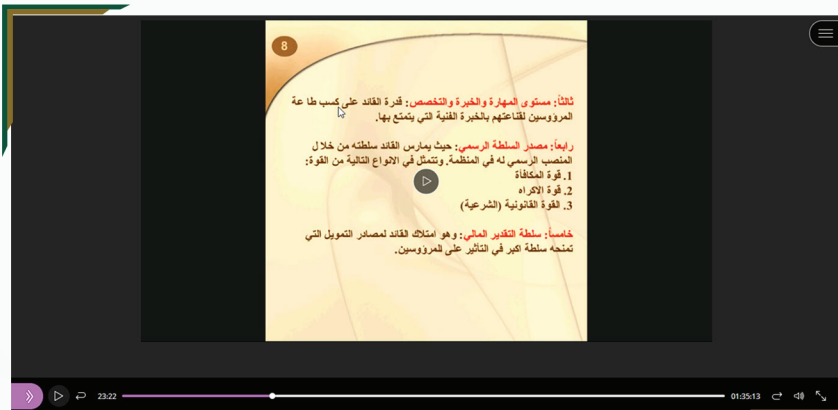 8
ثالثاً: مستوى المهارة والخبرة والتخصص: قدرة القائد على كسب طاعة
المرؤوسين لقناعتهم بالخبرة الفنية التي يتمتع بها.
رابعاً: مصدر السلطة الرسمي: حيث يمارس القائد سلطته من خلال
المنصب الرسمي له في المنظمة. وتتمثل في الانواع التالية من القوة:
1. قوة المكافأة
2. قوة الاكراه
3. القوة القانونية (الشرعية)
خامساً: سلطة التقدير المالي: وهو امتلاك القائد لمصادر التمويل التي
تمنحه سلطة اكبر في التأثير على المرؤوسين.
23:22
01:35:13